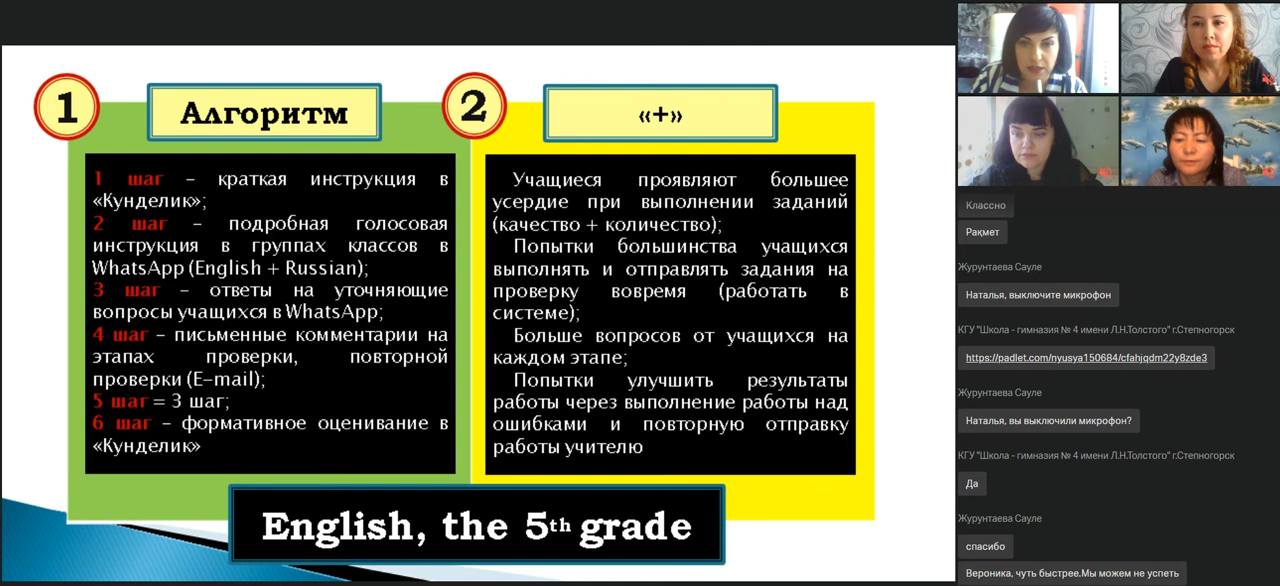 1
Алгоритм
1 шаг – краткая инструкция в
«Кунделик»;
2 шаг – подробная голосовая
инструкция в группах классов в
WhatsApp (English + Russian);
3 шаг – ответы на уточняющие
вопросы учащихся в WhatsApp;
4 шаг – письменные комментарии на
этапах проверки, повторной
проверки (E-mail);
5 шаг = 3 шаг;
6 шаг – формативное оценивание в
«Кунделик»
2
«+»
Учащиеся проявляют большее
усердие при выполнении заданий
(качество + количество);
Попытки большинства учащихся
выполнять и отправлять задания на
проверку вовремя (работать в
системе);
Больше вопросов от учащихся на
каждом этапе;
Попытки улучшить результаты
работы через выполнение работы над
ошибками и повторную отправку
работы учителю
English, the 5th grade
Классно
Рақмет
Журунтаева Сауле
Наталья, выключите микрофон
КГУ "Школа - гимназия № 4 имени Л.Н.Толстого" г.Степногорск
https://padlet.com/nyusya150684/cfahjqdm22y8zde3
Журунтаева Сауле
Наталья, вы выключили микрофон?
КГУ "Школа - гимназия № 4 имени Л.Н.Толстого" г.Степногорск
Да
Журунтаева Сауле
спасибо
Вероника, чуть быстрее.Мы можем не успеть